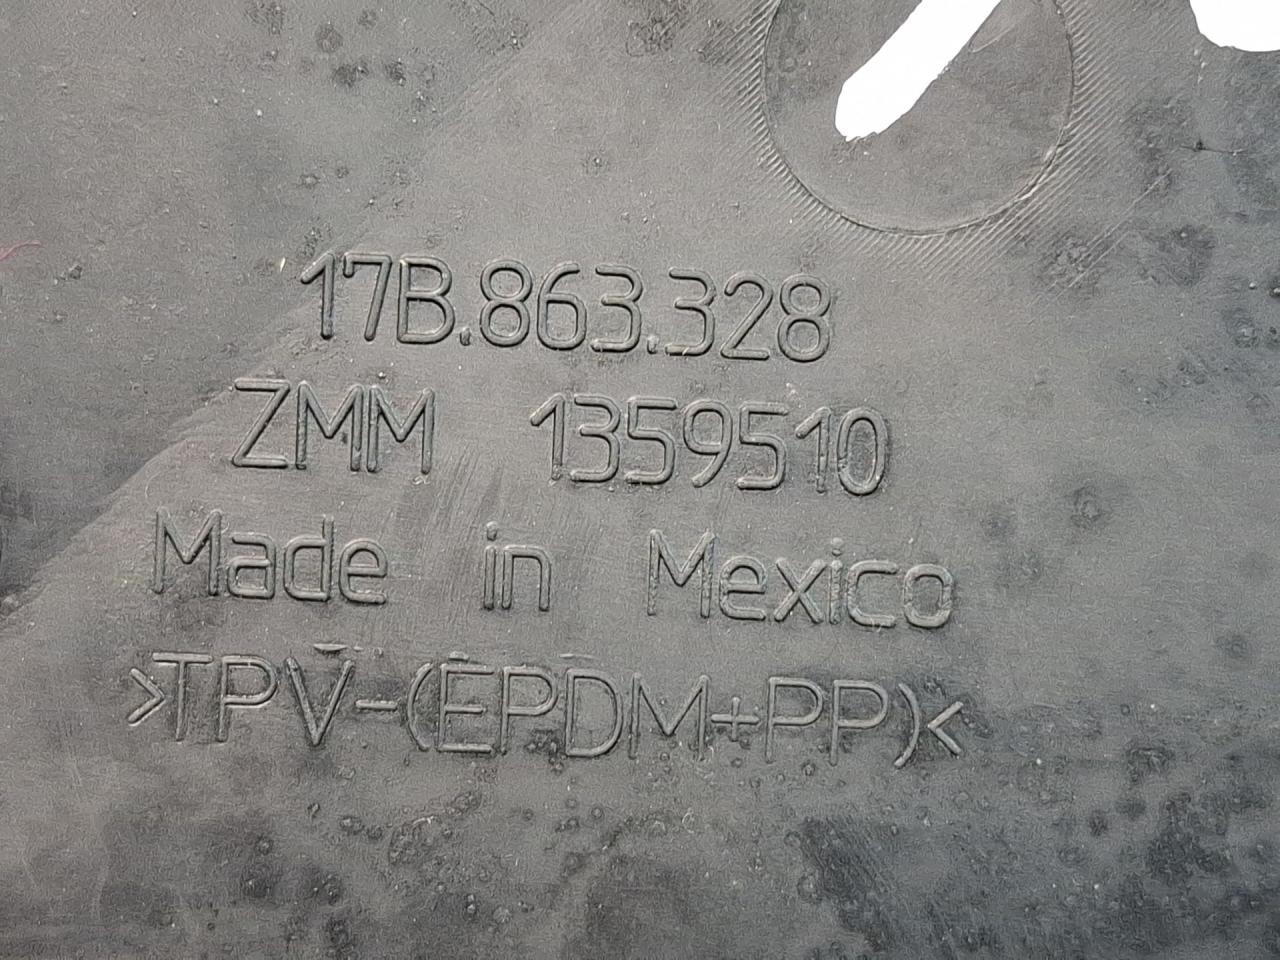 17B.863.328
ZMM 1359510
Made in Mexico
>TPV-(EPDM+PP)<